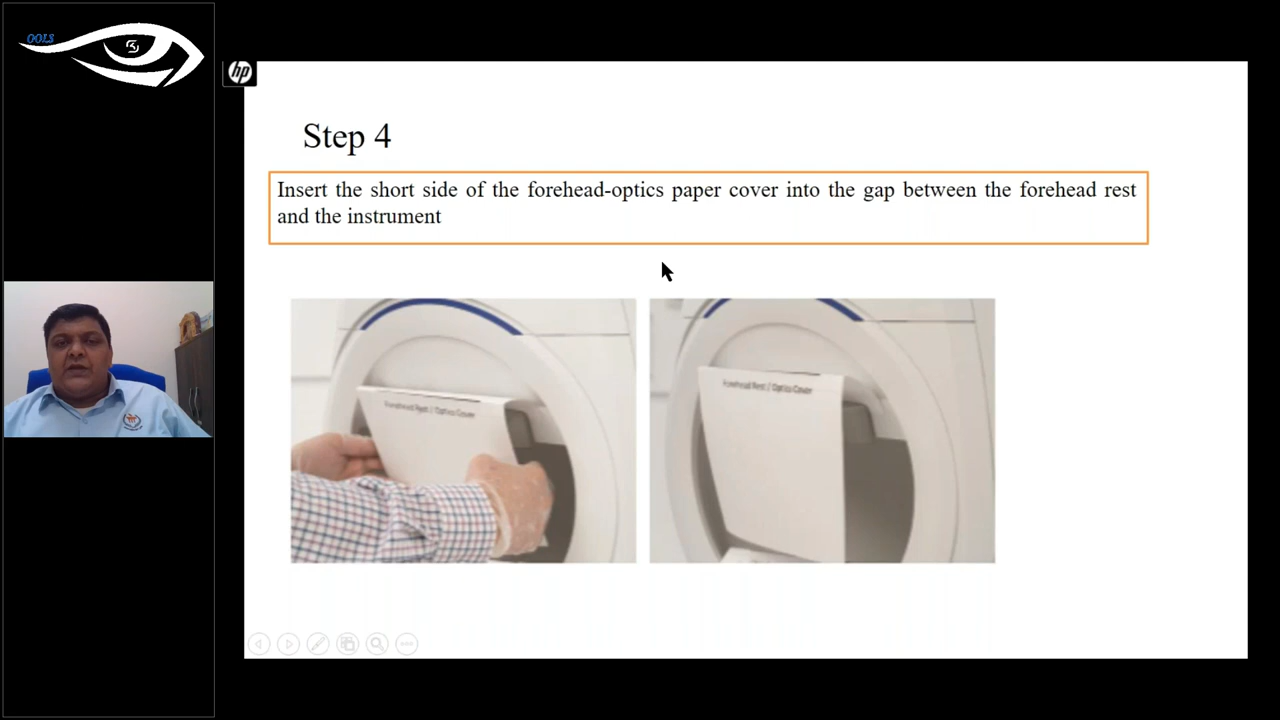 OOLS
hp
Step 4
Insert the short side of the forehead-optics paper cover into the gap between the forehead rest
and the instrument
Forehead Rest / Optics Cover
Forehead Rest / Optics Cover